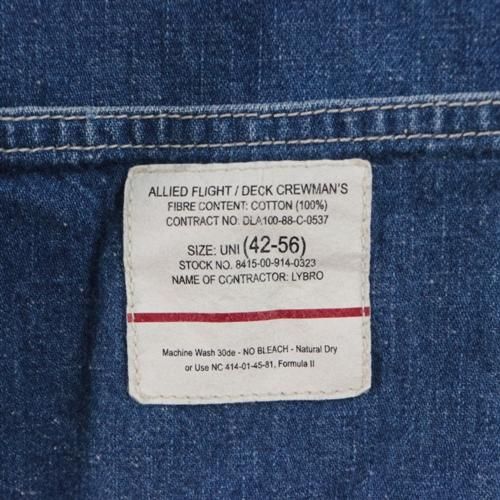 ALLIED FLIGHT / DECK CREWMAN'S
FIBRE CONTENT: COTTON (100%)
CONTRACT NO: DLA100-88-C-0537
SIZE: UNI (42-56)
STOCK NO. 8415-00-914-0323
NAME OF CONTRACTOR: LYBRO
Machine Wash 30de - NO BLEACH - Natural Dry
or Use NC 414-01-45-81, Formula II